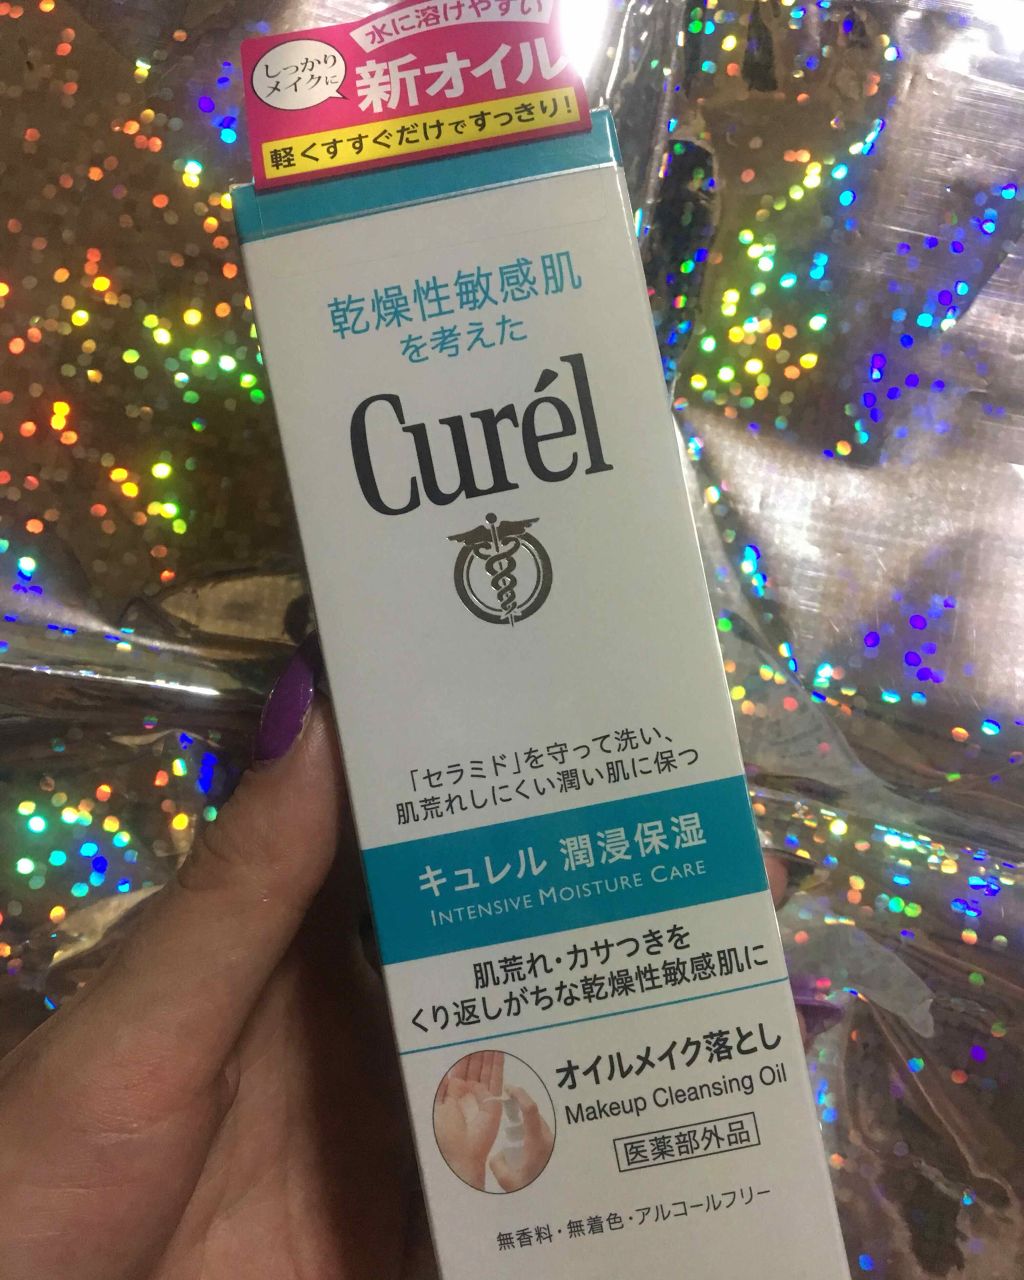 水に溶けやすい
しっかり
メイクに
新オイル
軽くすすぐだけですっきり!
乾燥性敏感肌
を考えた
Curél
「セラミド」を守って洗い、
肌荒れしにくい潤い肌に保つ
キュレル 潤浸保湿
INTENSIVE MOISTURE CARE
肌荒れ・カサつきを
くり返しがちな乾燥性敏感肌に
オイルメイク落とし
Makeup Cleansing Oil
医薬部外品
無香料・無着色・アルコールフリー